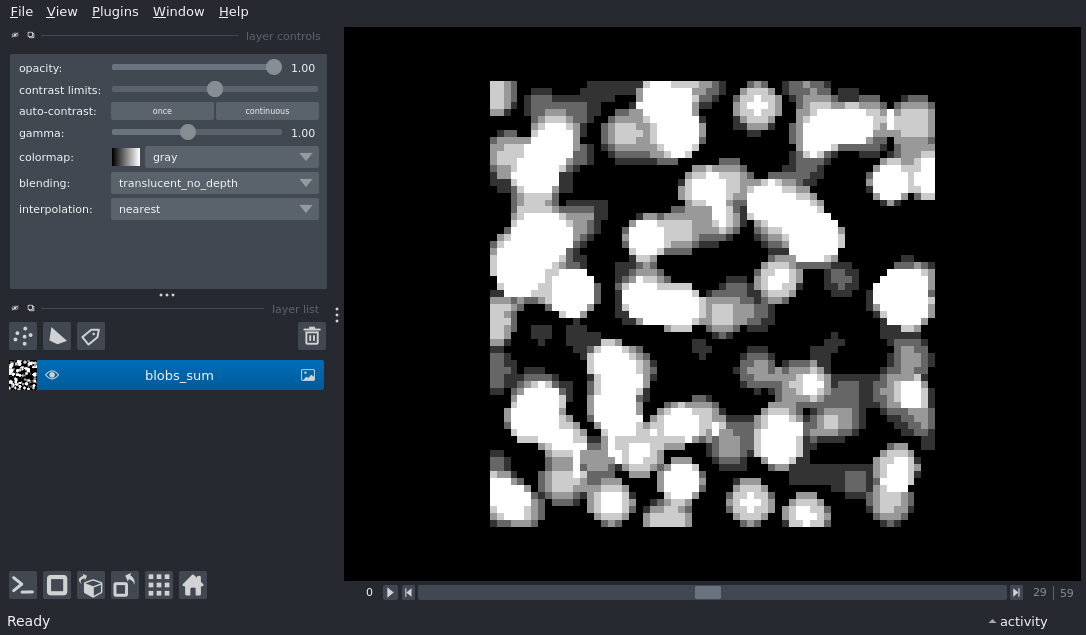 File View Plugins Window Help
layer controls
opacity: 1.00
contrast limits:
auto-contrast: once continuous
gamma: 1.00
colormap: gray
blending: translucent_no_depth
interpolation: nearest
layer list
blobs_sum
0 29 59
Ready activity